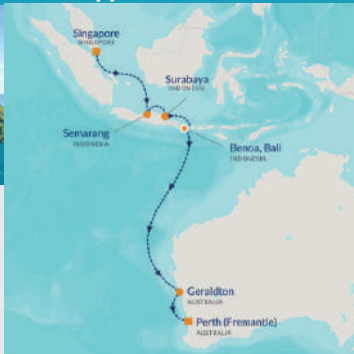 Singapore
SINGAPORE
Surabaya
INDONESIA
Semarang
INDONESIA
Benoa, Bali
INDONESIA
Geraldton
AUSTRALIA
Perth (Fremantle)
AUSTRALIA